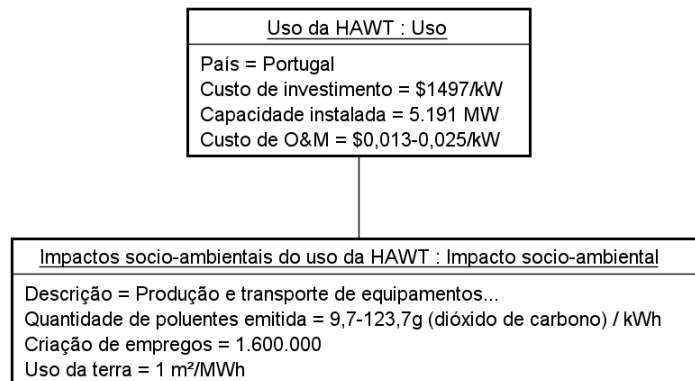 Uso da HAWT : Uso
País = Portugal
Custo de investimento = $1497/kW
Capacidade instalada = 5.191 MW
Custo de O&M = $0,013-0,025/kW
Impactos socio-ambientais do uso da HAWT : Impacto socio-ambiental
Descrição = Produção e transporte de equipamentos...
Quantidade de poluentes emitida = 9,7-123,7g (dióxido de carbono) / kWh
Criação de empregos = 1.600.000
Uso da terra = 1 m²/MWh